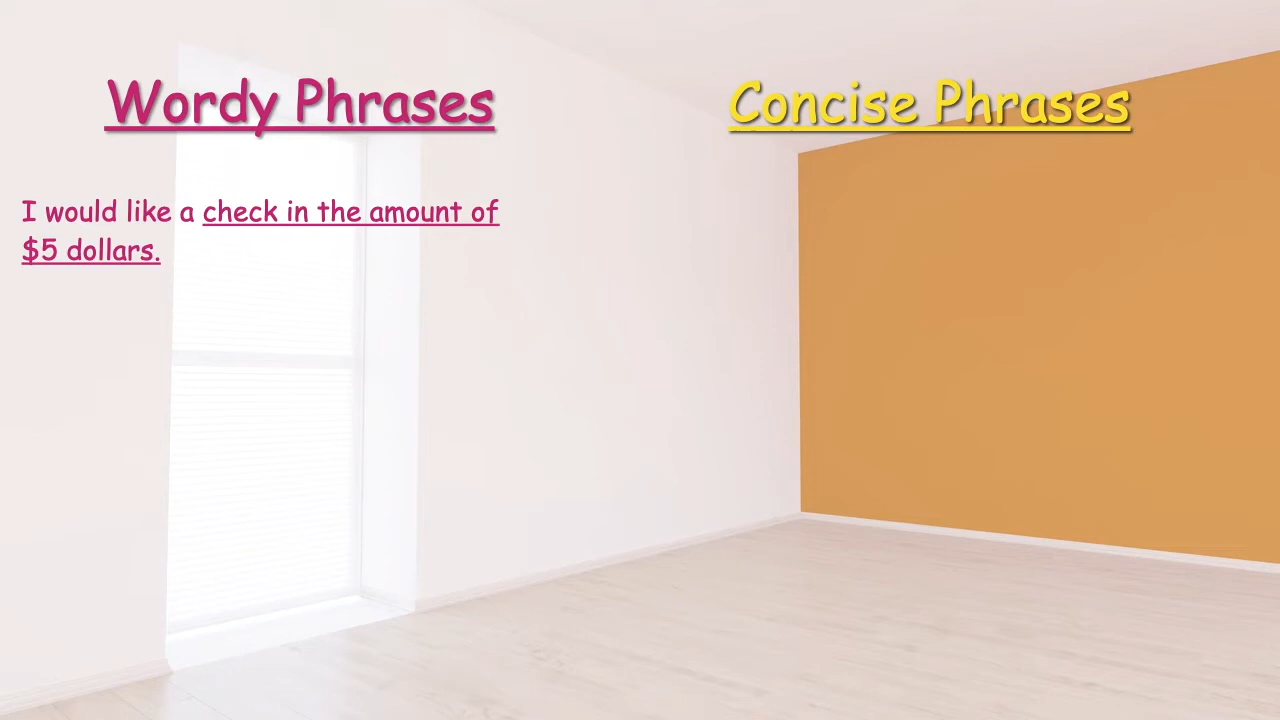 Wordy Phrases
Concise Phrases
I would like a check in the amount of
$5 dollars.